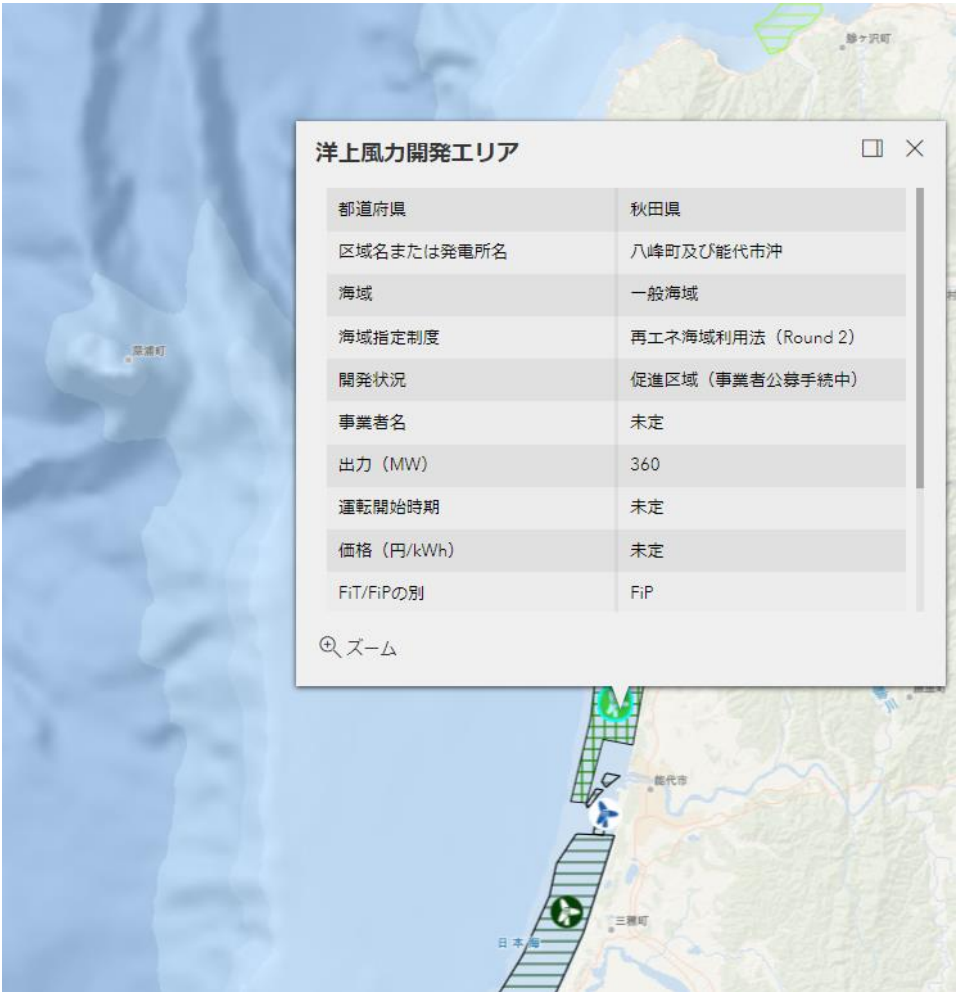 鰺ヶ沢町
洋上風力開発エリア
都道府県 秋田県
区域名または発電所名 八峰町及び能代市沖
海域 一般海域
海域指定制度 再エネ海域利用法（Round 2）
開発状況 促進区域（事業者公募手続中）
事業者名 未定
出力（MW） 360
運転開始時期 未定
価格（円/kWh） 未定
FiT/FiPの別 FiP
ズーム
村
川
能代市
三種町
日本海